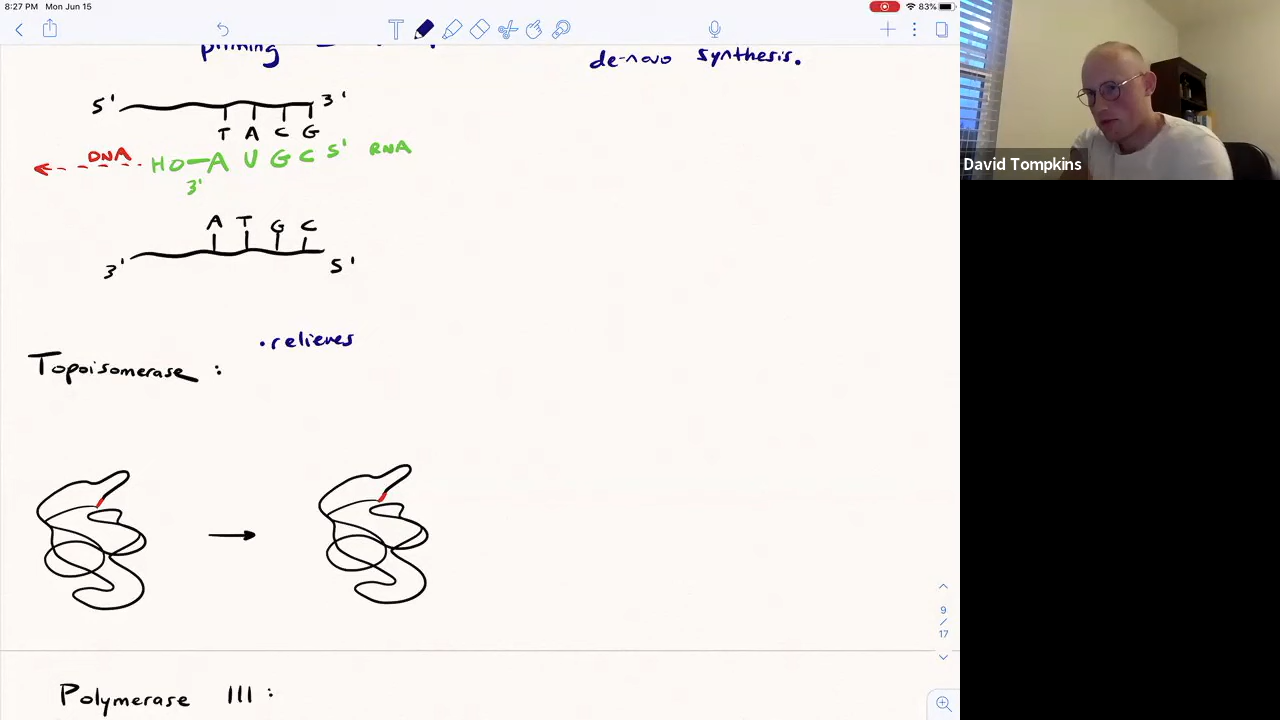 8:27 PM Mon Jun 15
83%
priming
de-novo synthesis.
5' 3'
T A C G
DNA HO-A U G C 5' RNA
3'
A T G C
3' 5'
• relieves
Topoisomerase :
9
/
17
Polymerase III :
David Tompkins